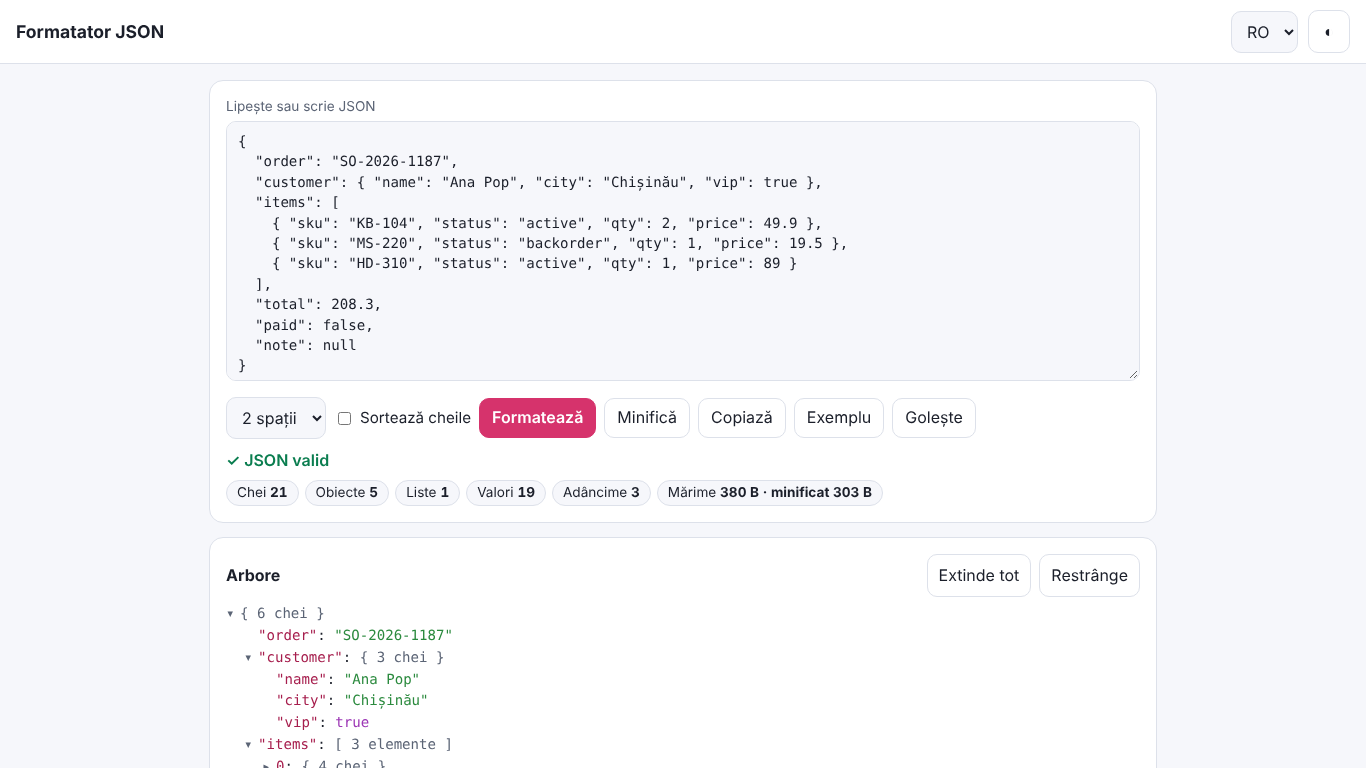 Formatator JSON
RO
Lipește sau scrie JSON
{
  "order": "SO-2026-1187",
  "customer": { "name": "Ana Pop", "city": "Chișinău", "vip": true },
  "items": [
    { "sku": "KB-104", "status": "active", "qty": 2, "price": 49.9 },
    { "sku": "MS-220", "status": "backorder", "qty": 1, "price": 19.5 },
    { "sku": "HD-310", "status": "active", "qty": 1, "price": 89 }
  ],
  "total": 208.3,
  "paid": false,
  "note": null
}
2 spații Sortează cheile Formatează Minifică Copiază Exemplu Golește
✓ JSON valid
Chei 21 Obiecte 5 Liste 1 Valori 19 Adâncime 3 Mărime 380 B · minificat 303 B
Arbore Extinde tot Restrânge
▾ { 6 chei }
"order": "SO-2026-1187"
▾ "customer": { 3 chei }
"name": "Ana Pop"
"city": "Chișinău"
"vip": true
▾ "items": [ 3 elemente ]
▸ 0: { 4 chei }